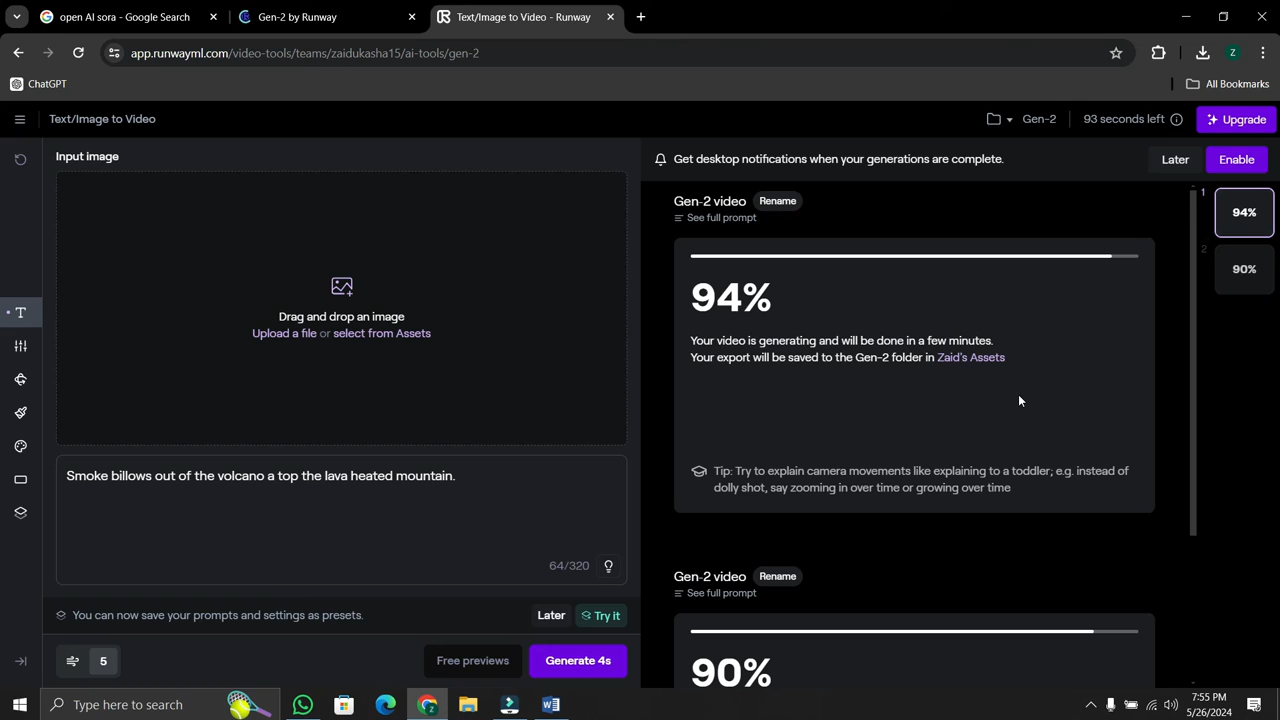 open AI sora - Google Search
Gen-2 by Runway
Text/Image to Video - Runway
app.runwayml.com/video-tools/teams/zaidukasha15/ai-tools/gen-2
Z
ChatGPT
All Bookmarks
Text/Image to Video
Gen-2
93 seconds left
Upgrade
Input image
Get desktop notifications when your generations are complete.
Later
Enable
Gen-2 video
Rename
See full prompt
1
94%
2
90%
94%
Your video is generating and will be done in a few minutes.
Your export will be saved to the Gen-2 folder in Zaid's Assets
Tip: Try to explain camera movements like explaining to a toddler; e.g. instead of
dolly shot, say zooming in over time or growing over time
Drag and drop an image
Upload a file or select from Assets
T
Smoke billows out of the volcano a top the lava heated mountain.
64/320
You can now save your prompts and settings as presets.
Later
Try it
5
Free previews
Generate 4s
Gen-2 video
Rename
See full prompt
90%
Type here to search
7:55 PM
5/26/2024